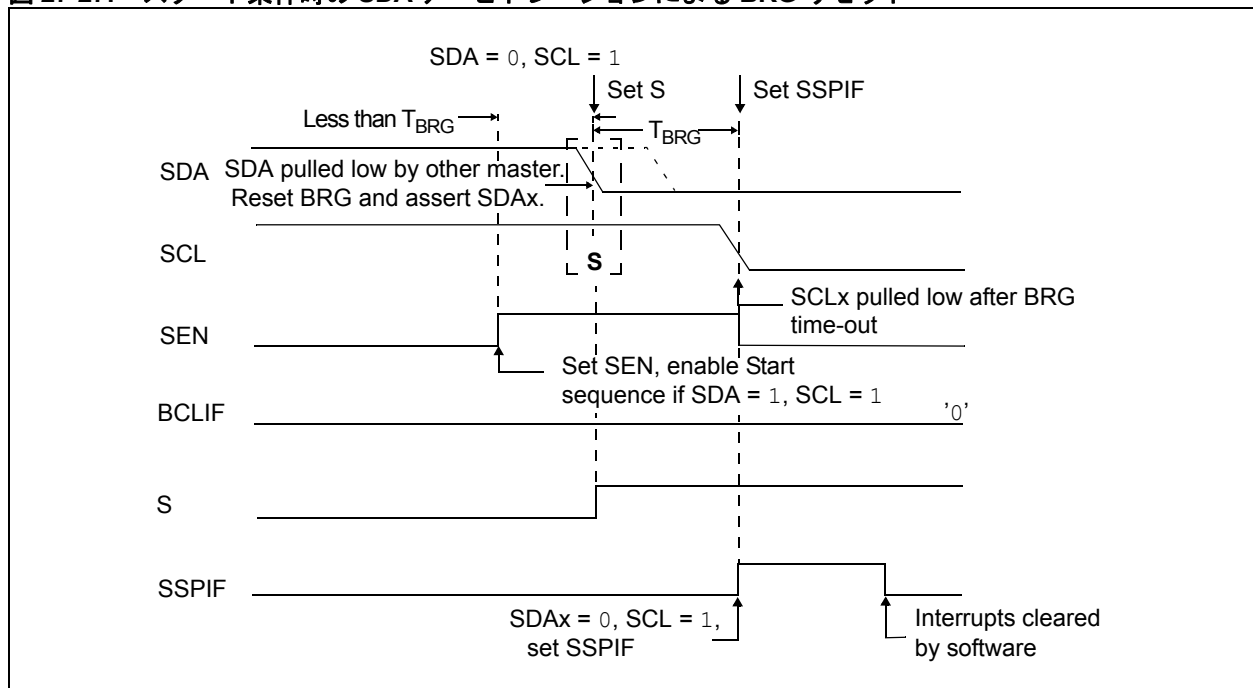 SDA = 0, SCL = 1
Set S
Set SSPIF
Less than TBRG
TBRG
SDA
SDA pulled low by other master.
Reset BRG and assert SDAx.
SCL
S
SCLx pulled low after BRG
time-out
SEN
Set SEN, enable Start
sequence if SDA = 1, SCL = 1
BCLIF
'0'
S
SSPIF
SDAx = 0, SCL = 1,
set SSPIF
Interrupts cleared
by software